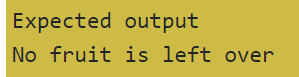 Expected output
No fruit is left over